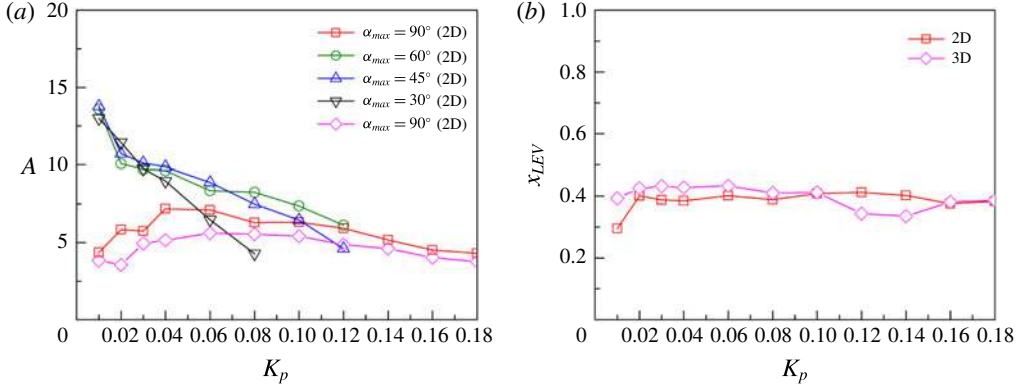 (a)
20
15
10
5
0
A
α_max = 90° (2D)
α_max = 60° (2D)
α_max = 45° (2D)
α_max = 30° (2D)
α_max = 90° (2D)
0.02 0.04 0.06 0.08 0.10 0.12 0.14 0.16 0.18
K_p
(b)
1.0
0.8
0.6
0.4
0.2
0
x_LEV
2D
3D
0.02 0.04 0.06 0.08 0.10 0.12 0.14 0.16 0.18
K_p